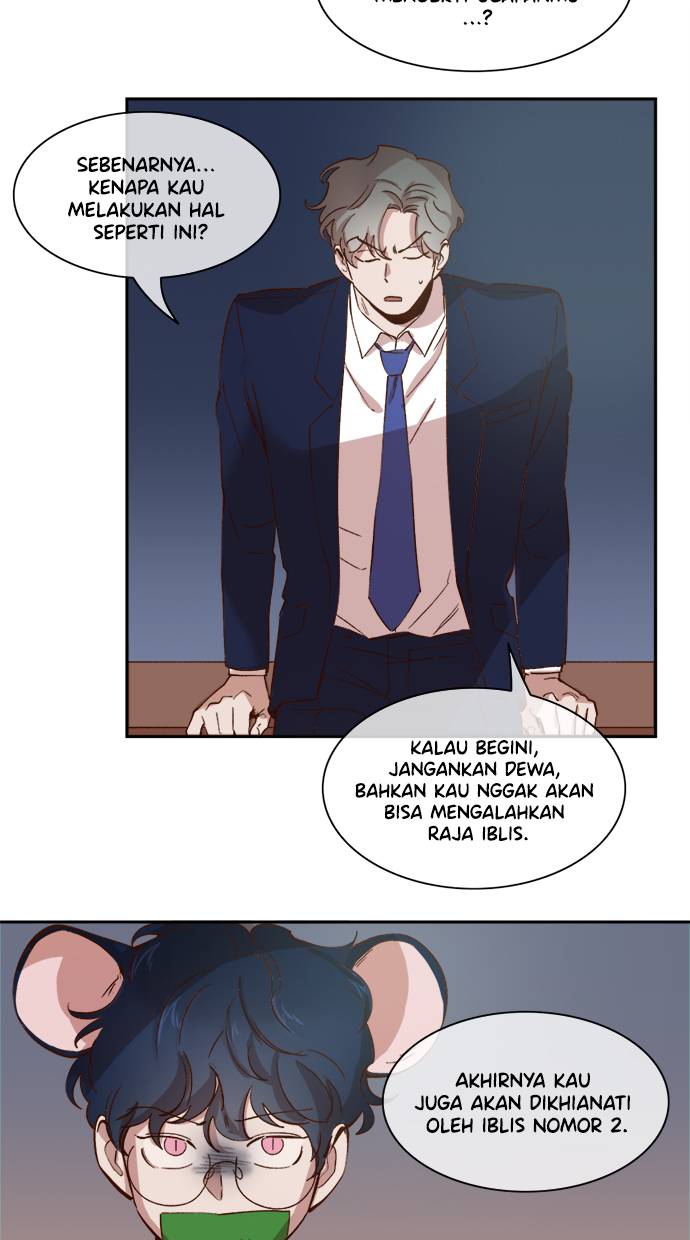 ...?
SEBENARNYA...
KENAPA KAU
MELAKUKAN HAL
SEPERTI INI?
KALAU BEGINI,
JANGANKAN DEWA,
BAHKAN KAU NGGAK AKAN
BISA MENGALAHKAN
RAJA IBLIS.
AKHIRNYA KAU
JUGA AKAN DIKHIANATI
OLEH IBLIS NOMOR 2.